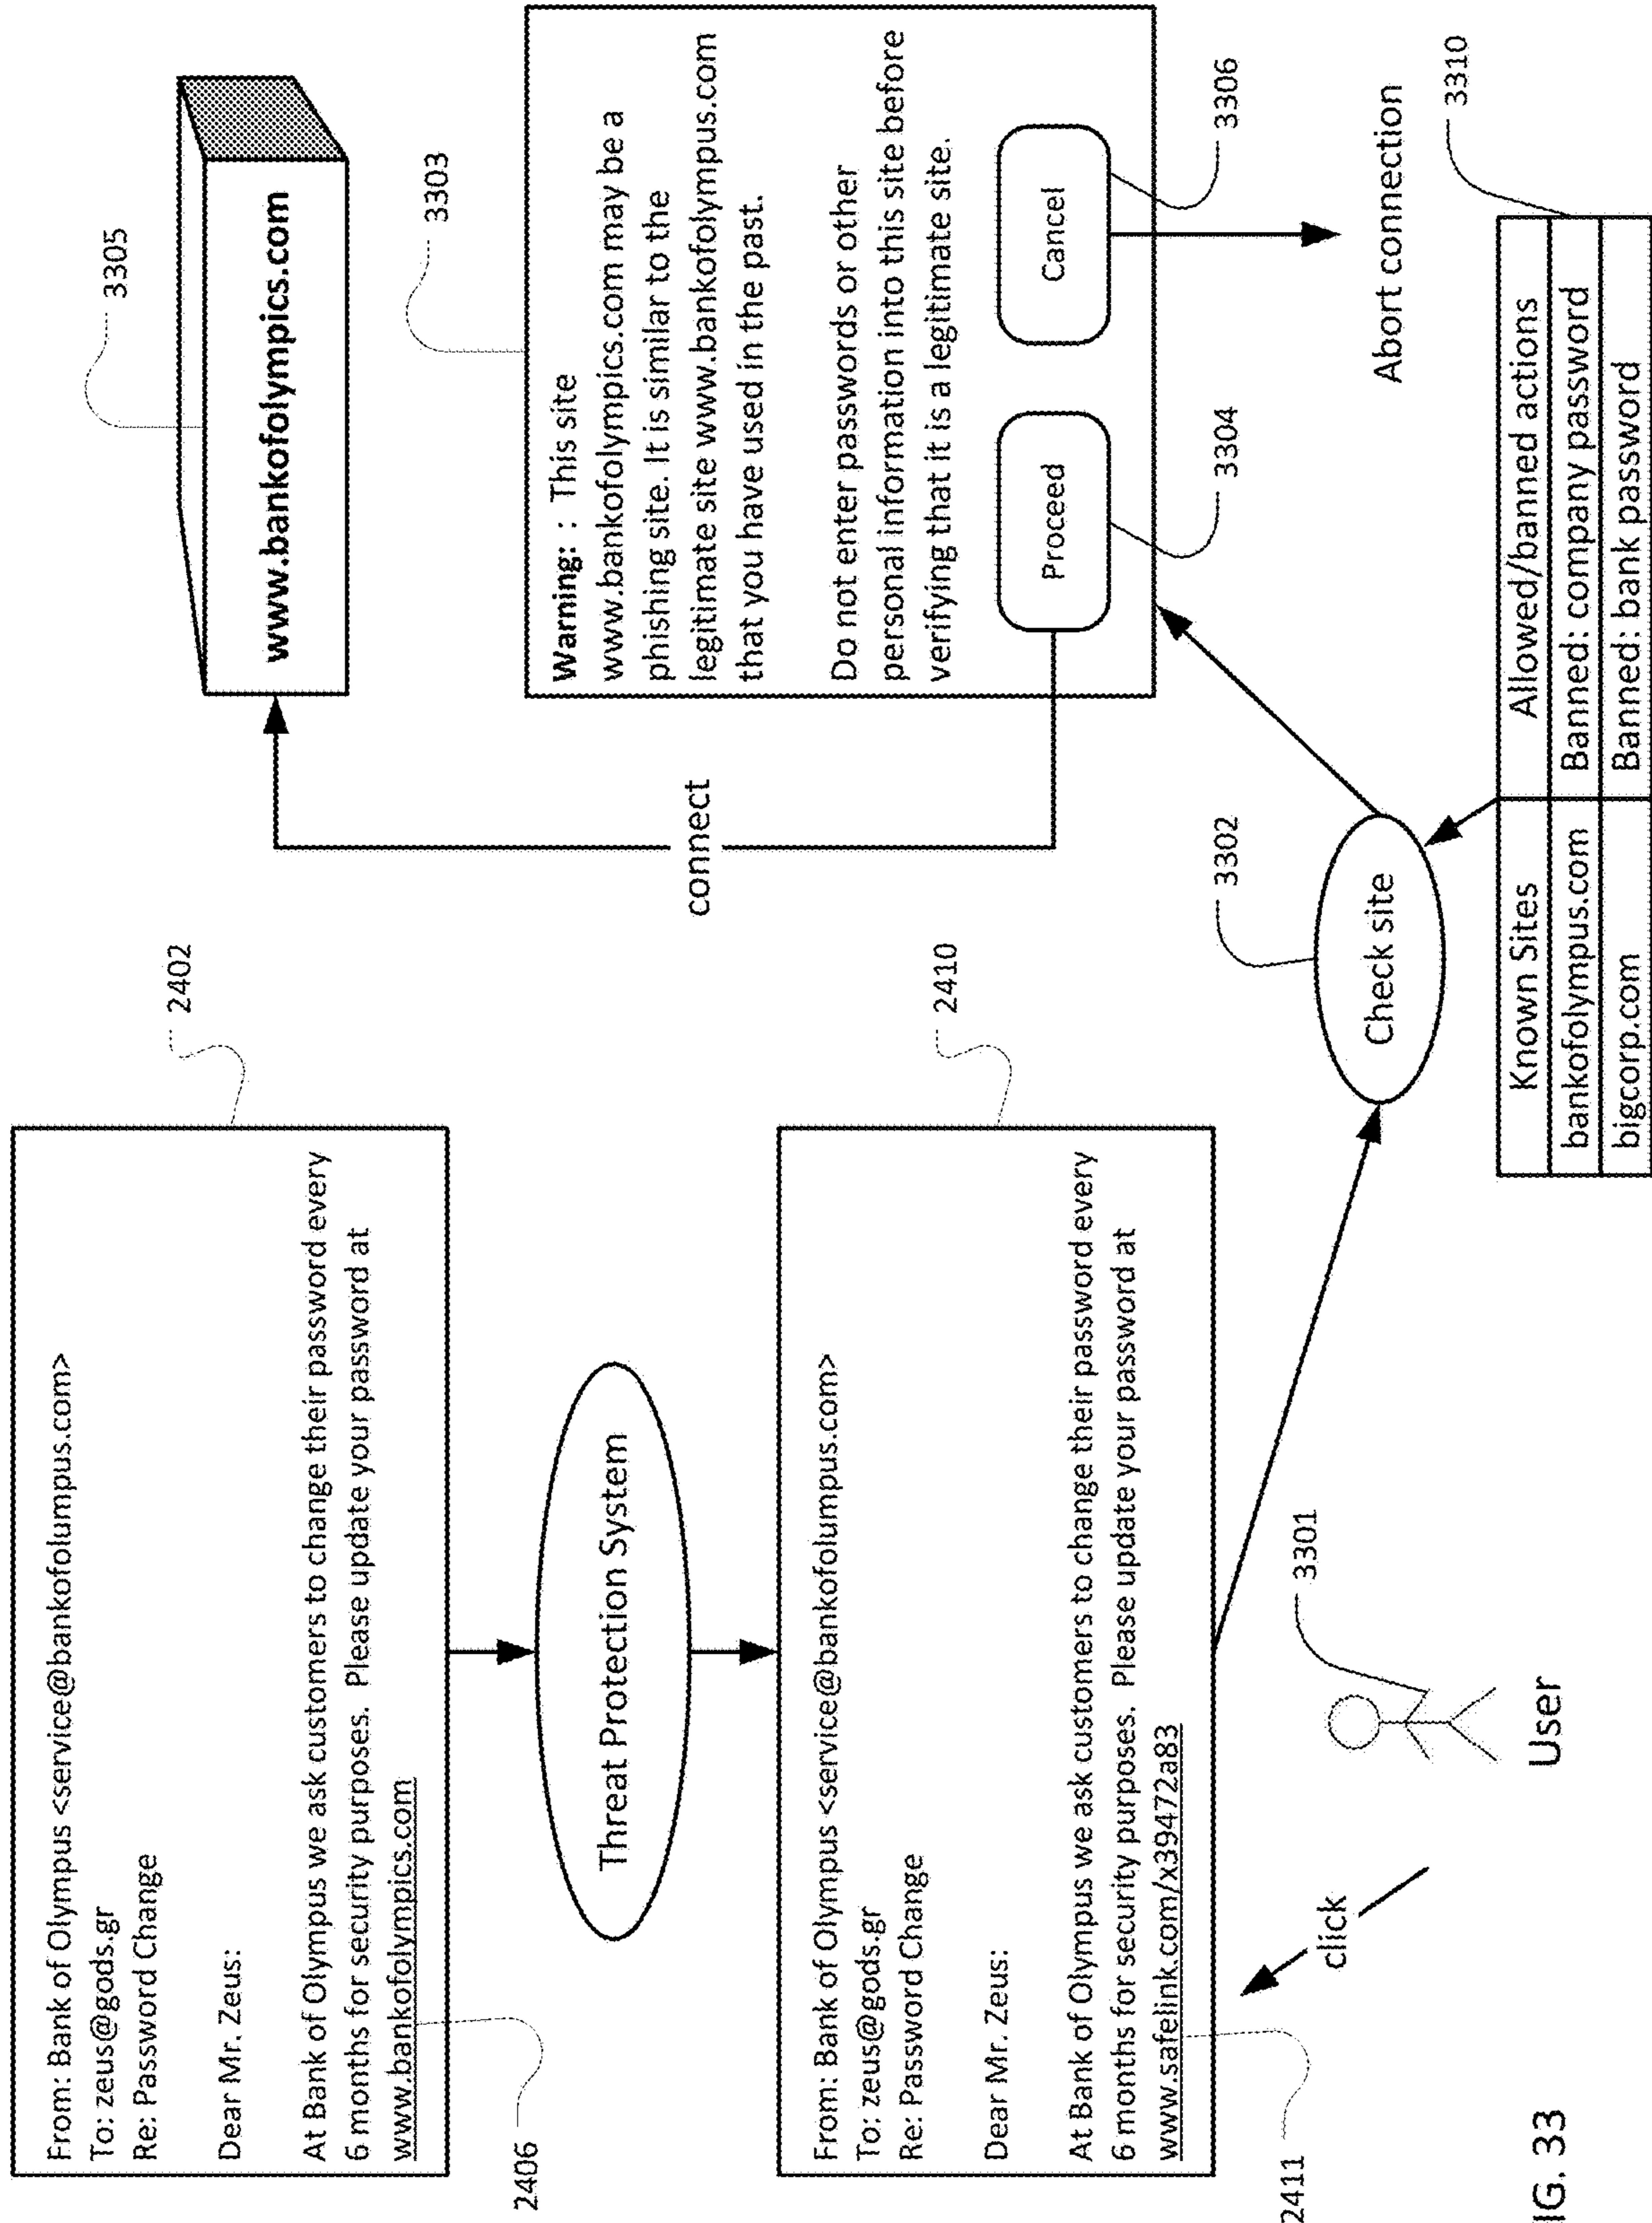 2402
From: Bank of Olympus <service@bankofolumpus.com>
To: zeus@gods.gr
Re: Password Change
Dear Mr. Zeus:
At Bank of Olympus we ask customers to change their password every
6 months for security purposes. Please update your password at
www.bankofolympics.com
2406
Threat Protection System
2410
From: Bank of Olympus <service@bankofolumpus.com>
To: zeus@gods.gr
Re: Password Change
Dear Mr. Zeus:
At Bank of Olympus we ask customers to change their password every
6 months for security purposes. Please update your password at
www.safelink.com/x39472a83
2411
click
3301
User
3305
www.bankofolympics.com
connect
3303
Warning: : This site
www.bankofolympics.com may be a
phishing site. It is similar to the
legitimate site www.bankofolympus.com
that you have used in the past.
Do not enter passwords or other
personal information into this site before
verifying that it is a legitimate site.
Proceed
Cancel
3304
3306
3302
Check site
Abort connection
3310
Known Sites
Allowed/banned actions
bankofolympus.com
Banned: company password
bigcorp.com
Banned: bank password
IG. 33